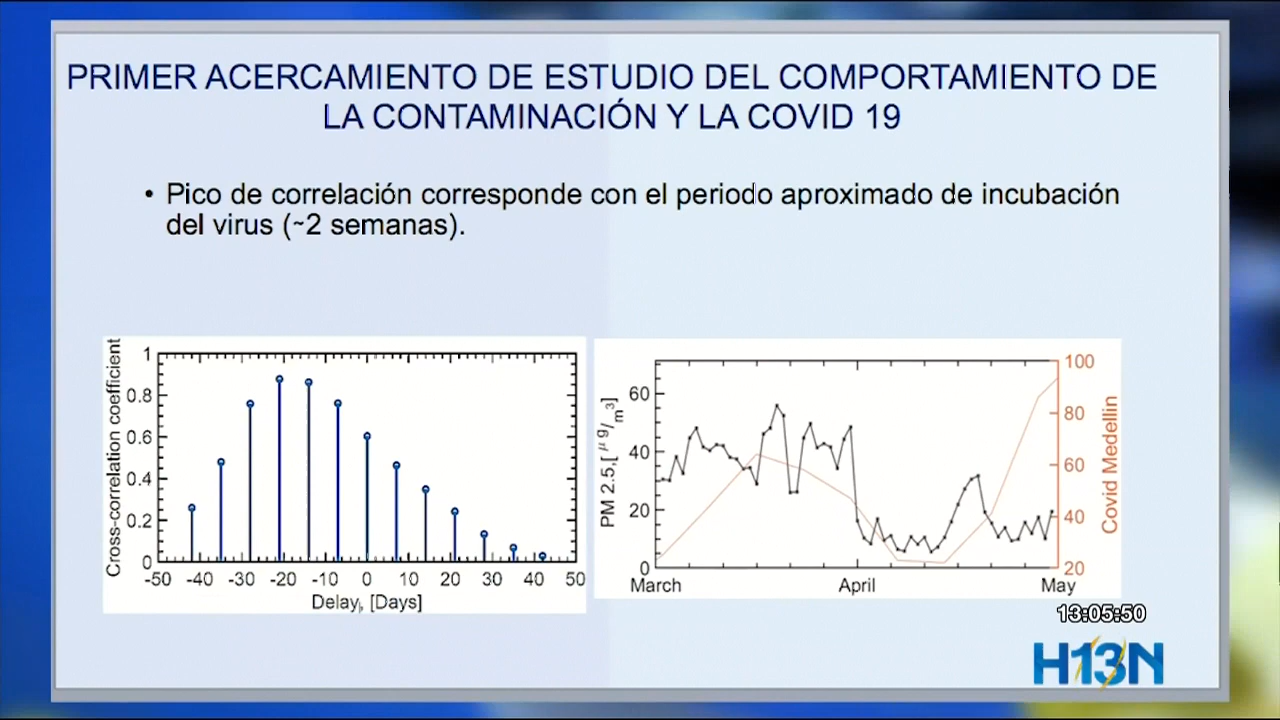 PRIMER ACERCAMIENTO DE ESTUDIO DEL COMPORTAMIENTO DE
LA CONTAMINACIÓN Y LA COVID 19
• Pico de correlación corresponde con el periodo aproximado de incubación
del virus (~2 semanas).
Cross-correlation coefficient
1
0.8
0.6
0.4
0.2
0
-50 -40 -30 -20 -10 0 10 20 30 40 50
Delay, [Days]
PM 2.5,[ μg/m³]
60
40
20
0
March April May
100
80
60
40
20
Covid Medellin
13:05:50
H13N